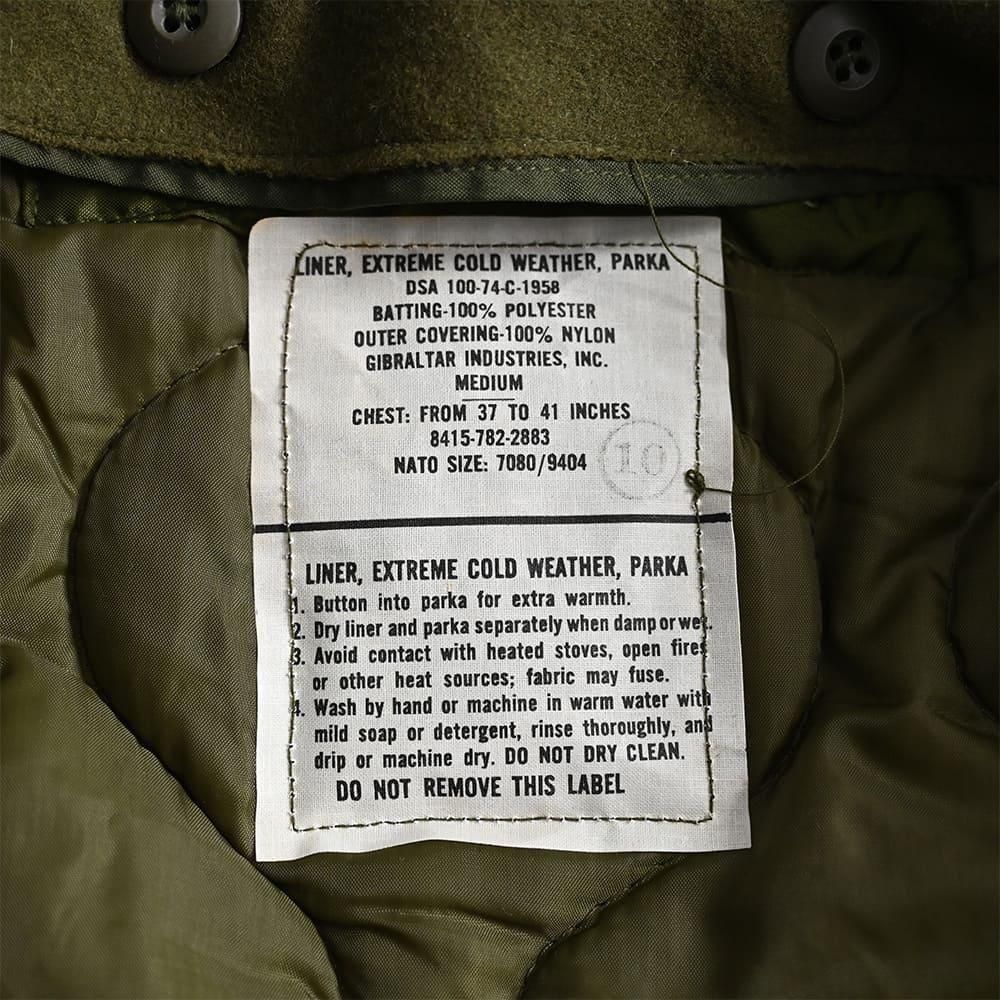 LINER, EXTREME COLD WEATHER, PARKA
DSA 100-74-C-1958
BATTING-100% POLYESTER
OUTER COVERING-100% NYLON
GIBRALTAR INDUSTRIES, INC.
MEDIUM
CHEST: FROM 37 TO 41 INCHES
8415-782-2883
NATO SIZE: 7080/9404
10
LINER, EXTREME COLD WEATHER, PARKA
1. Button into parka for extra warmth.
2. Dry liner and parka separately when damp or wet.
3. Avoid contact with heated stoves, open fires
or other heat sources; fabric may fuse.
4. Wash by hand or machine in warm water with
mild soap or detergent, rinse thoroughly, and
drip or machine dry. DO NOT DRY CLEAN.
DO NOT REMOVE THIS LABEL